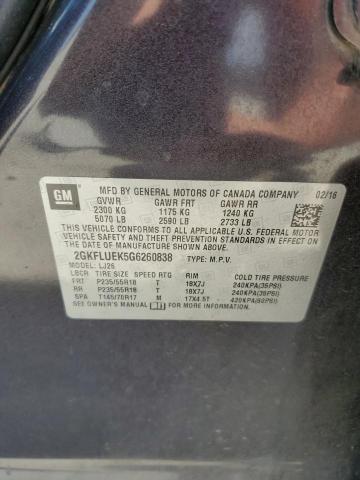 GM
MFD BY GENERAL MOTORS OF CANADA COMPANY 02/16
GVWR GAWR FRT GAWR RR
2300 KG 1175 KG 1240 KG
5070 LB 2590 LB 2733 LB
THIS VEHICLE CONFORMS TO ALL APPLICABLE U.S. FEDERAL MOTOR
VEHICLE SAFETY AND THEFT PREVENTION STANDARDS IN EFFECT ON
THE DATE OF MANUFACTURE SHOWN ABOVE.
2GKFLUEK5G6260838 TYPE: M.P.V.
MODEL: LJ26
LBCR TIRE SIZE SPEED RTG RIM COLD TIRE PRESSURE
FRT P235/55R18 T 18X7J 240KPA(35PSI)
RR P235/55R18 T 18X7J 240KPA(35PSI)
SPA T145/70R17 M 17X4.5T 420KPA(60PSI)
SEE OWNER'S MANUAL FOR ADDITIONAL INFORMATION.